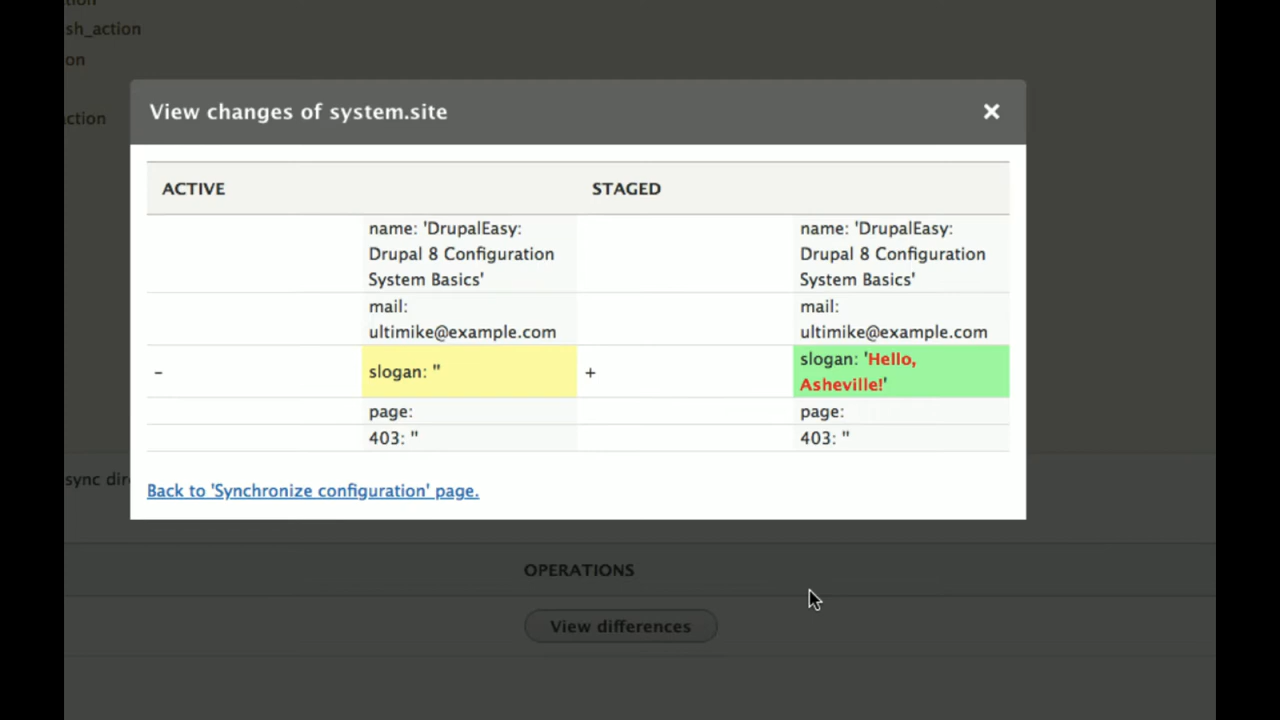 sh_action
on
action
View changes of system.site
×
ACTIVE STAGED
name: 'DrupalEasy: name: 'DrupalEasy:
Drupal 8 Configuration Drupal 8 Configuration
System Basics' System Basics'
mail: mail:
ultimike@example.com ultimike@example.com
- slogan: '' + slogan: 'Hello,
Asheville!'
page: page:
403: '' 403: ''
sync dir
Back to 'Synchronize configuration' page.
OPERATIONS
View differences